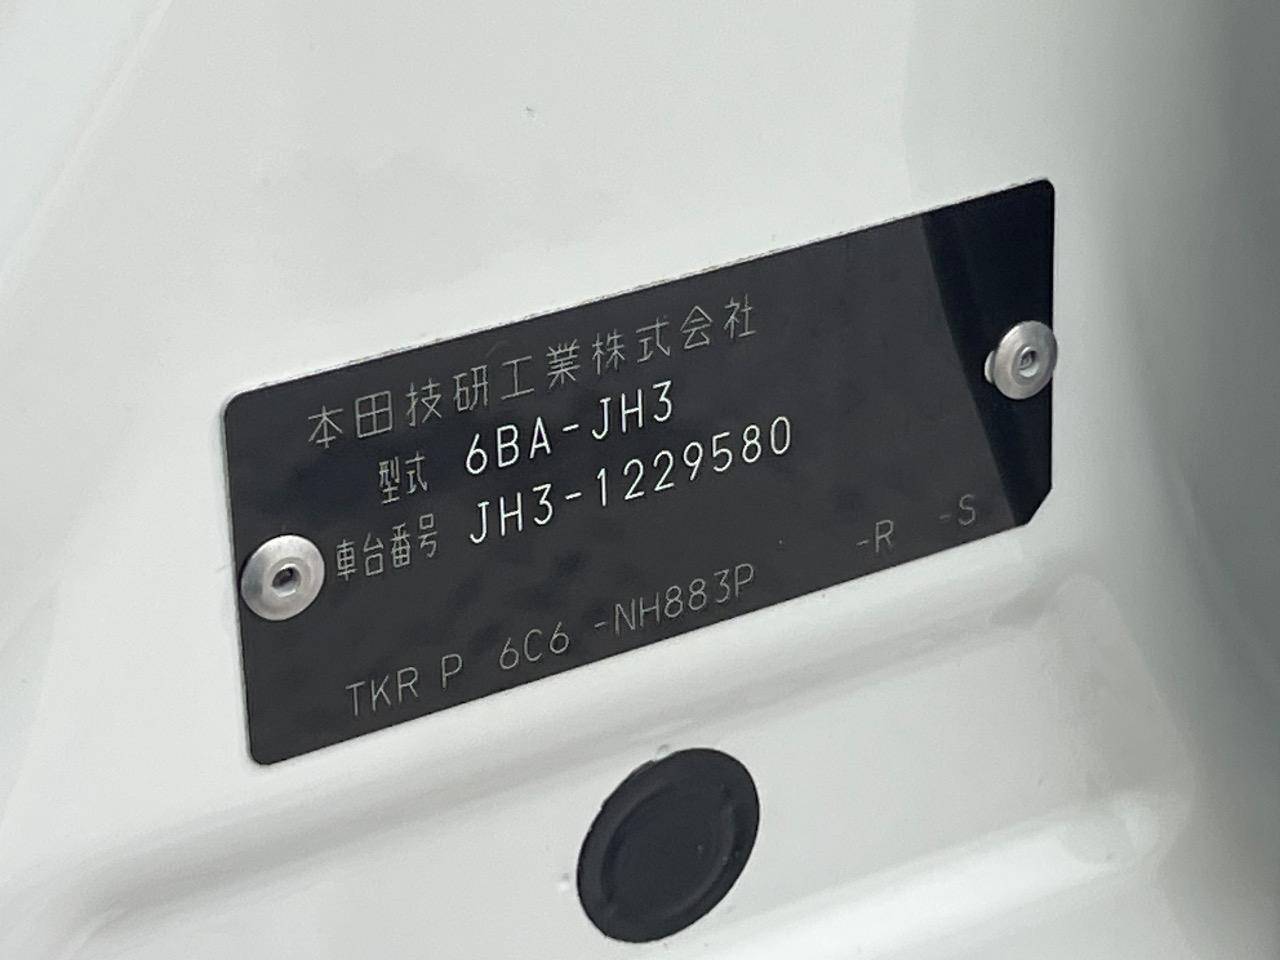 本田技研工業株式会社
型式 6BA-JH3
車台番号 JH3-1229580
TKR P 6C6 -NH883P -R -S